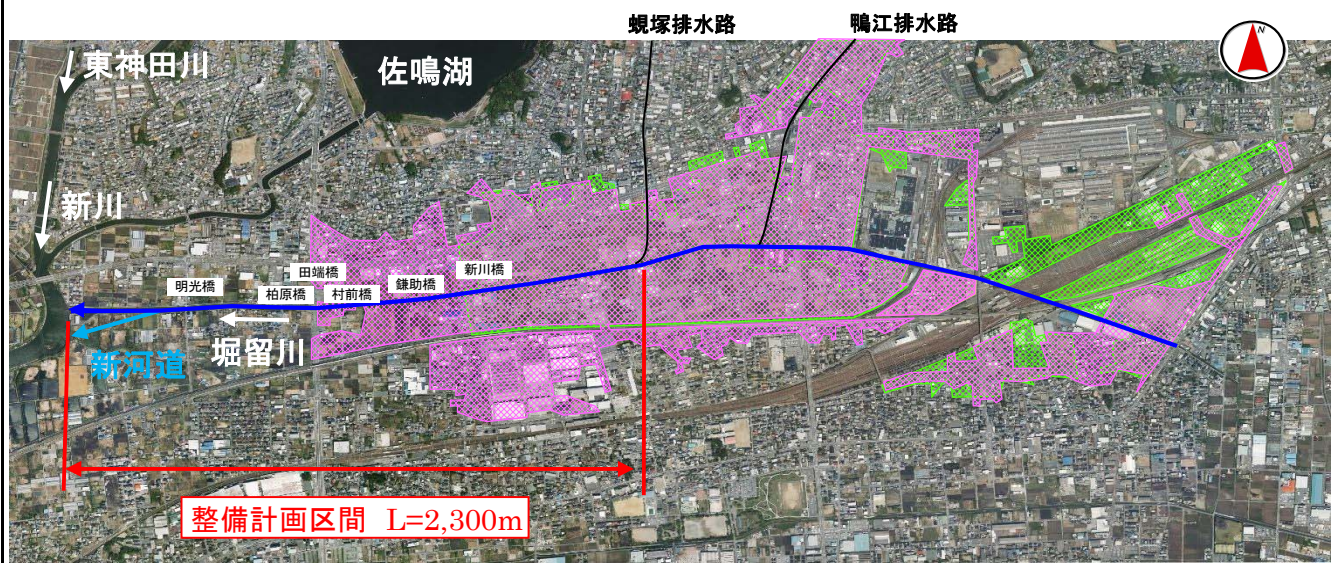 蜆塚排水路
鴨江排水路
N
東神田川
佐鳴湖
新川
明光橋
田端橋
柏原橋
村前橋
鎌助橋
新川橋
堀留川
新河道
整備計画区間 L=2,300m